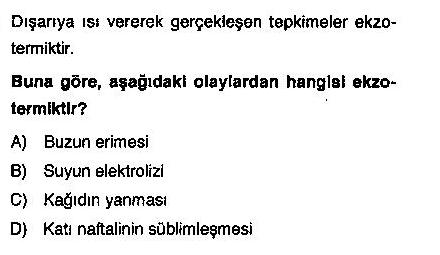 Dışarıya ısı vererek gerçekleşen tepkimeler ekzo-
termiktir.
Buna göre, aşağıdaki olaylardan hangisi ekzo-
termiktir?
A) Buzun erimesi
B) Suyun elektrolizi
C) Kağıdın yanması
D) Katı naftalinin süblimleşmesi